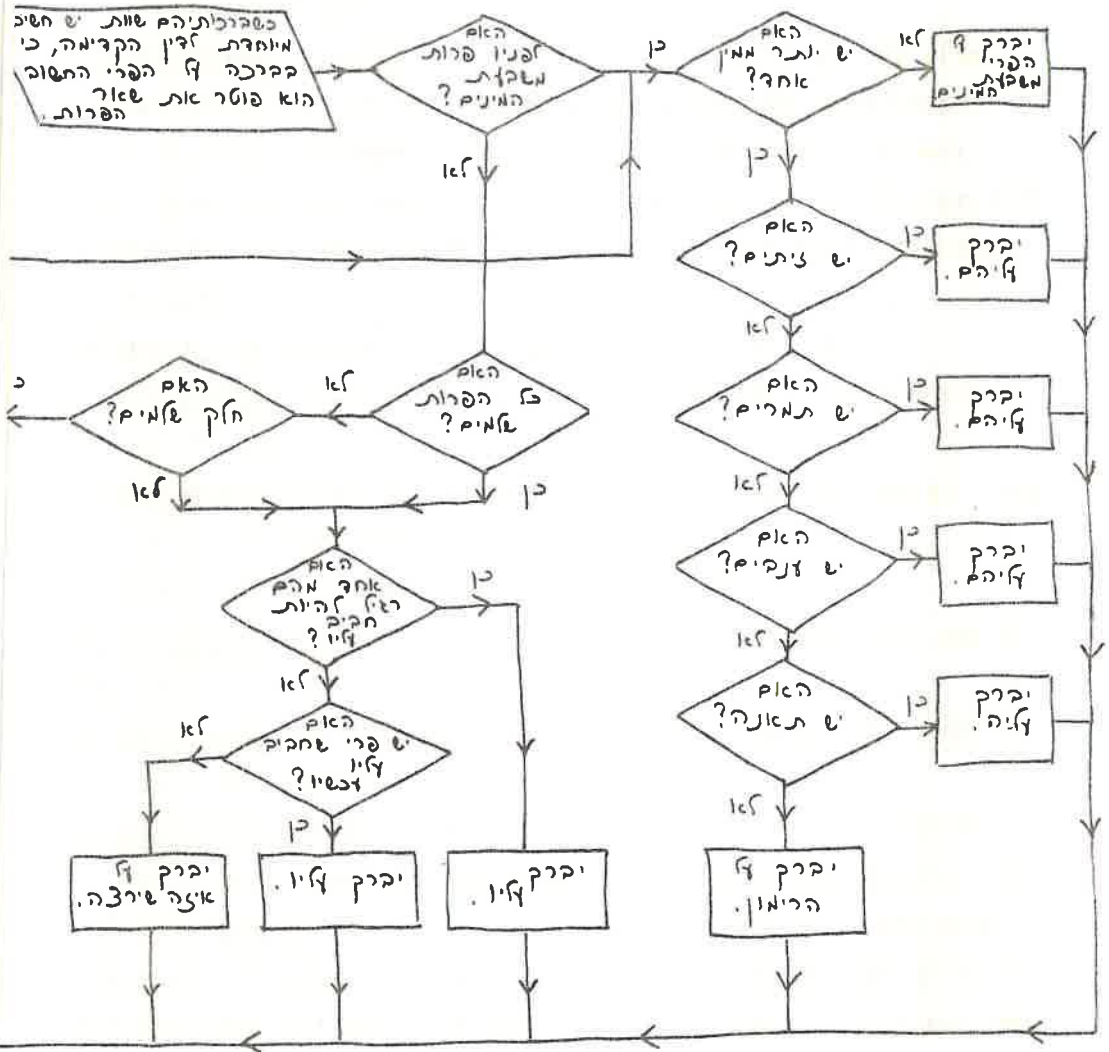 כשברכותיהם שוות יש חשיב
מיוחדת לדין הקדימה, כי
בברכה על הפרי החשוב
הוא פוטר את שאר
הפרות.
האם
לפניו פרות
משבעת
המינים?
כן
לא
האם
יש יותר ממין
אחד?
לא
כן
יברך על
הפרי
משבעת
המינים
האם
יש זיתים?
כן
לא
יברך
עליהם.
האם
יש תמרים?
כן
לא
יברך
עליהם.
האם
יש ענבים?
כן
לא
יברך
עליהם.
האם
יש תאנה?
כן
לא
יברך
עליה.
יברך על
הרימון.
האם
כל הפרות
שלמים?
לא
כן
האם
חלק שלמים?
לא
האם
אחד מהם
רגיל להיות
חביב
עליו?
כן
לא
האם
יש פרי שחביב
עליו
עכשיו?
לא
כן
יברך
עליו.
יברך עליו.
יברך על
איזה שירצה.